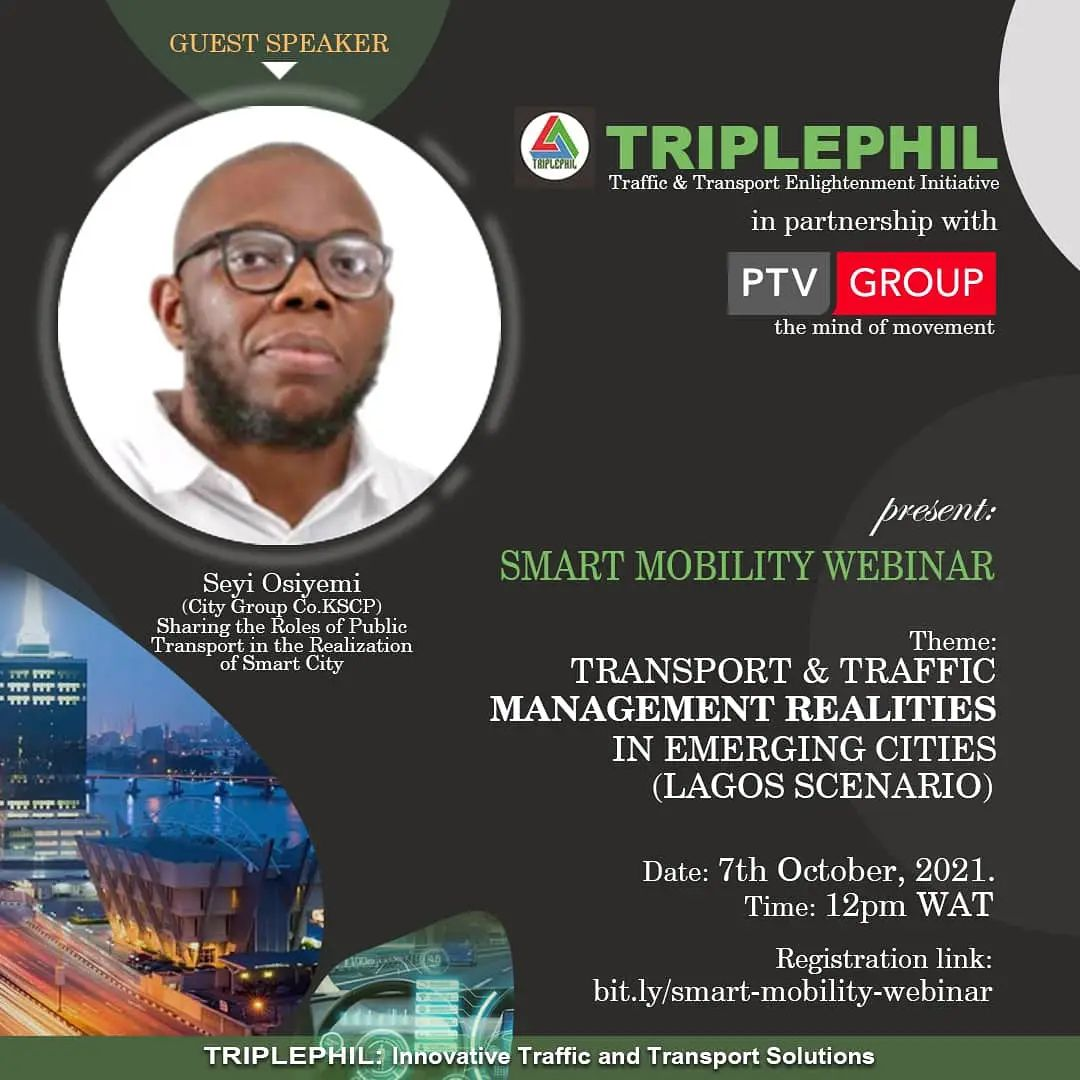 GUEST SPEAKER
TRIPLEPHIL
TRIPLEPHIL
Traffic & Transport Enlightenment Initiative
in partnership with
PTV GROUP
the mind of movement
Seyi Osiyemi
(City Group Co.KSCP)
Sharing the Roles of Public
Transport in the Realization
of Smart City
present:
SMART MOBILITY WEBINAR
Theme:
TRANSPORT & TRAFFIC
MANAGEMENT REALITIES
IN EMERGING CITIES
(LAGOS SCENARIO)
Date: 7th October, 2021.
Time: 12pm WAT
Registration link:
bit.ly/smart-mobility-webinar
TRIPLEPHIL: Innovative Traffic and Transport Solutions